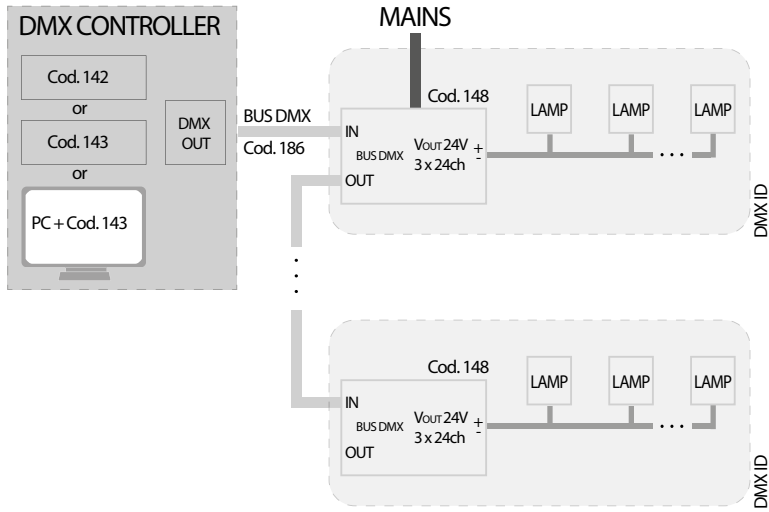 DMX CONTROLLER
Cod. 142
or
Cod. 143
or
PC + Cod. 143
DMX
OUT
BUS DMX
Cod. 186
MAINS
Cod. 148
IN
BUS DMX
OUT
VOUT 24V
3 x 24ch
+
-
LAMP
LAMP
...
LAMP
DMX ID
Cod. 148
IN
BUS DMX
OUT
VOUT 24V
3 x 24ch
+
-
LAMP
LAMP
...
LAMP
DMX ID